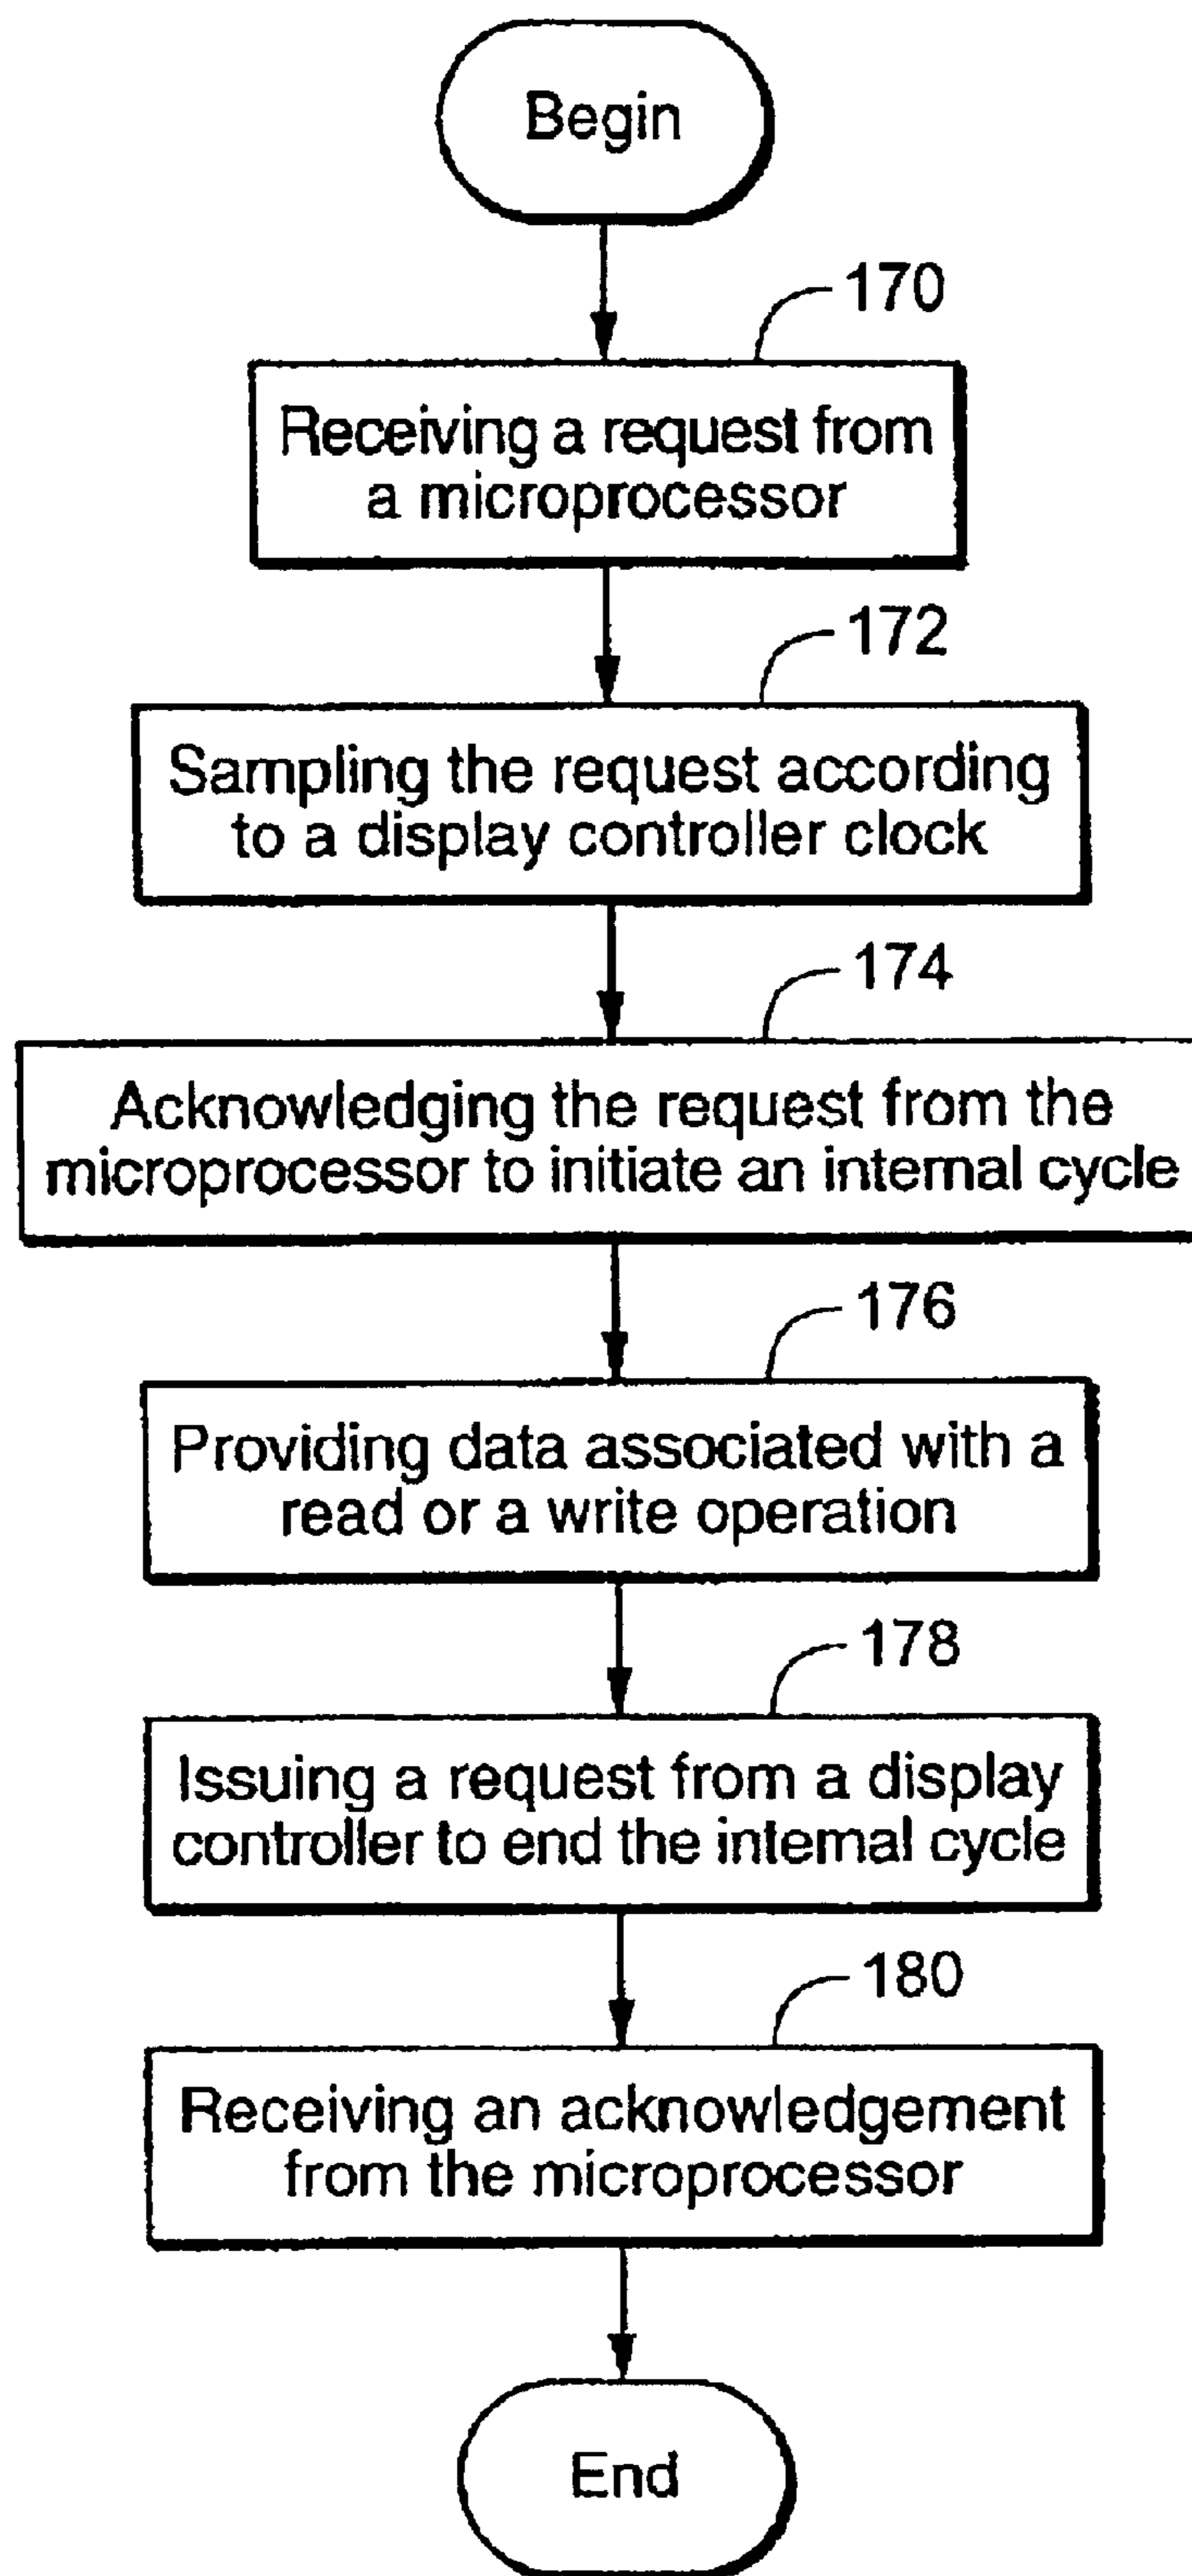 Begin
170
Receiving a request from
a microprocessor
172
Sampling the request according
to a display controller clock
174
Acknowledging the request from the
microprocessor to initiate an internal cycle
176
Providing data associated with a
read or a write operation
178
Issuing a request from a display
controller to end the internal cycle
180
Receiving an acknowledgement
from the microprocessor
End